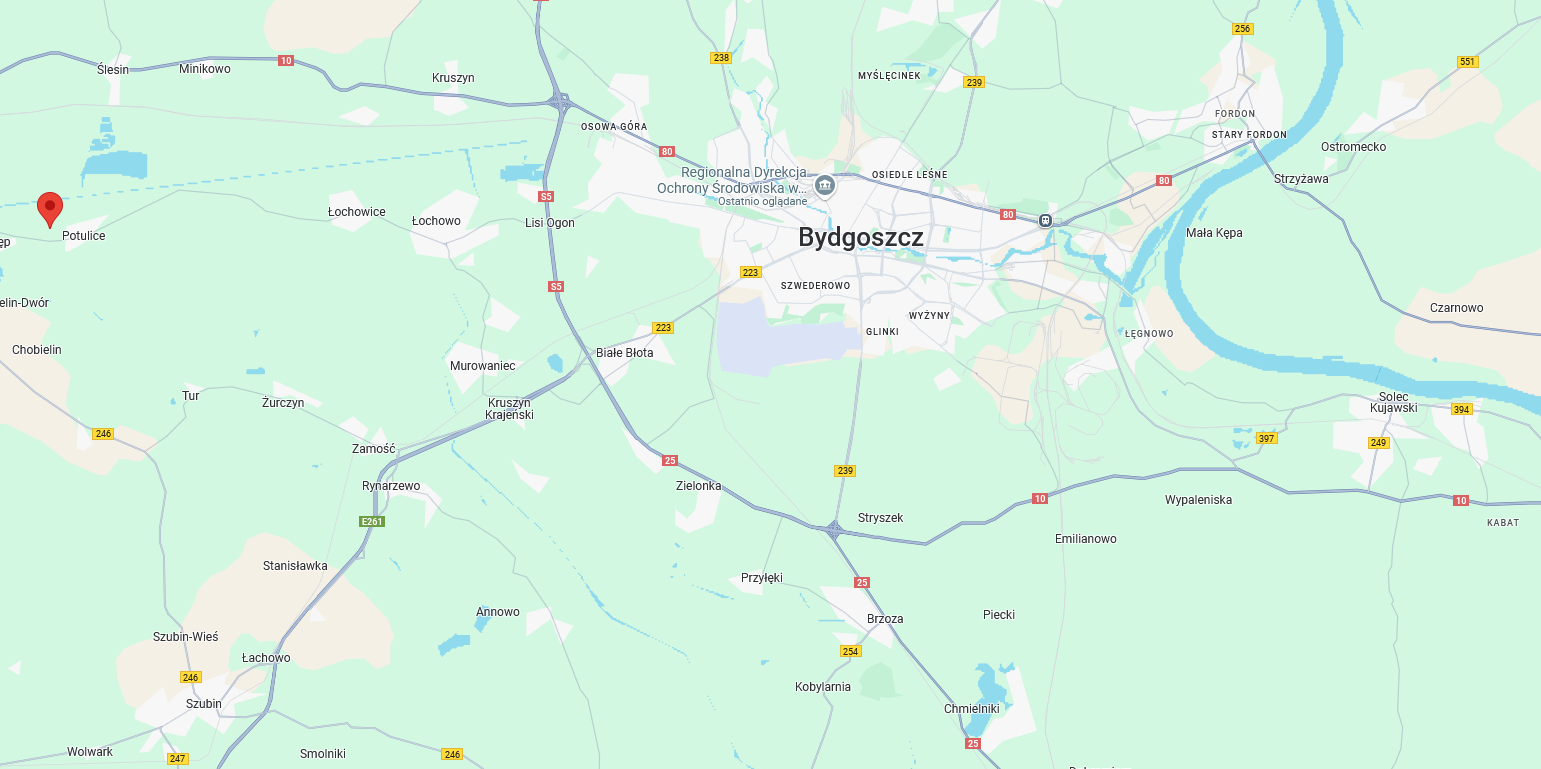 256
238
551
10
Ślesin
Minikowo
Kruszyn
MYŚLĘCINEK
239
FORDON
OSOWA GÓRA
STARY FORDON
80
Ostromecko
Regionalna Dyrekcja
Ochrony Środowiska w...
Ostatnio oglądane
OSIEDLE LEŚNE
80
Strzyżawa
S5
Łochowice
Łochowo
Lisi Ogon
80
Potulice
Bydgoszcz
Mała Kępa
223
S5
SZWEDEROWO
elin-Dwór
Czarnowo
WYŻYNY
223
GLINKI
ŁĘGNOWO
Chobielin
Białe Błota
Murowaniec
Tur
Żurczyn
Kruszyn
Krajeński
Solec
Kujawski
394
246
397
249
Zamość
25
239
Rynarzewo
Zielonka
10
Wypaleniska
10
E261
Stryszek
KABAT
Emilianowo
Stanisławka
Przyłęki
25
Annowo
Brzoza
Piecki
Szubin-Wieś
254
Łachowo
246
Kobylarnia
Szubin
Chmielniki
25
Wolwark
247
Smolniki
246